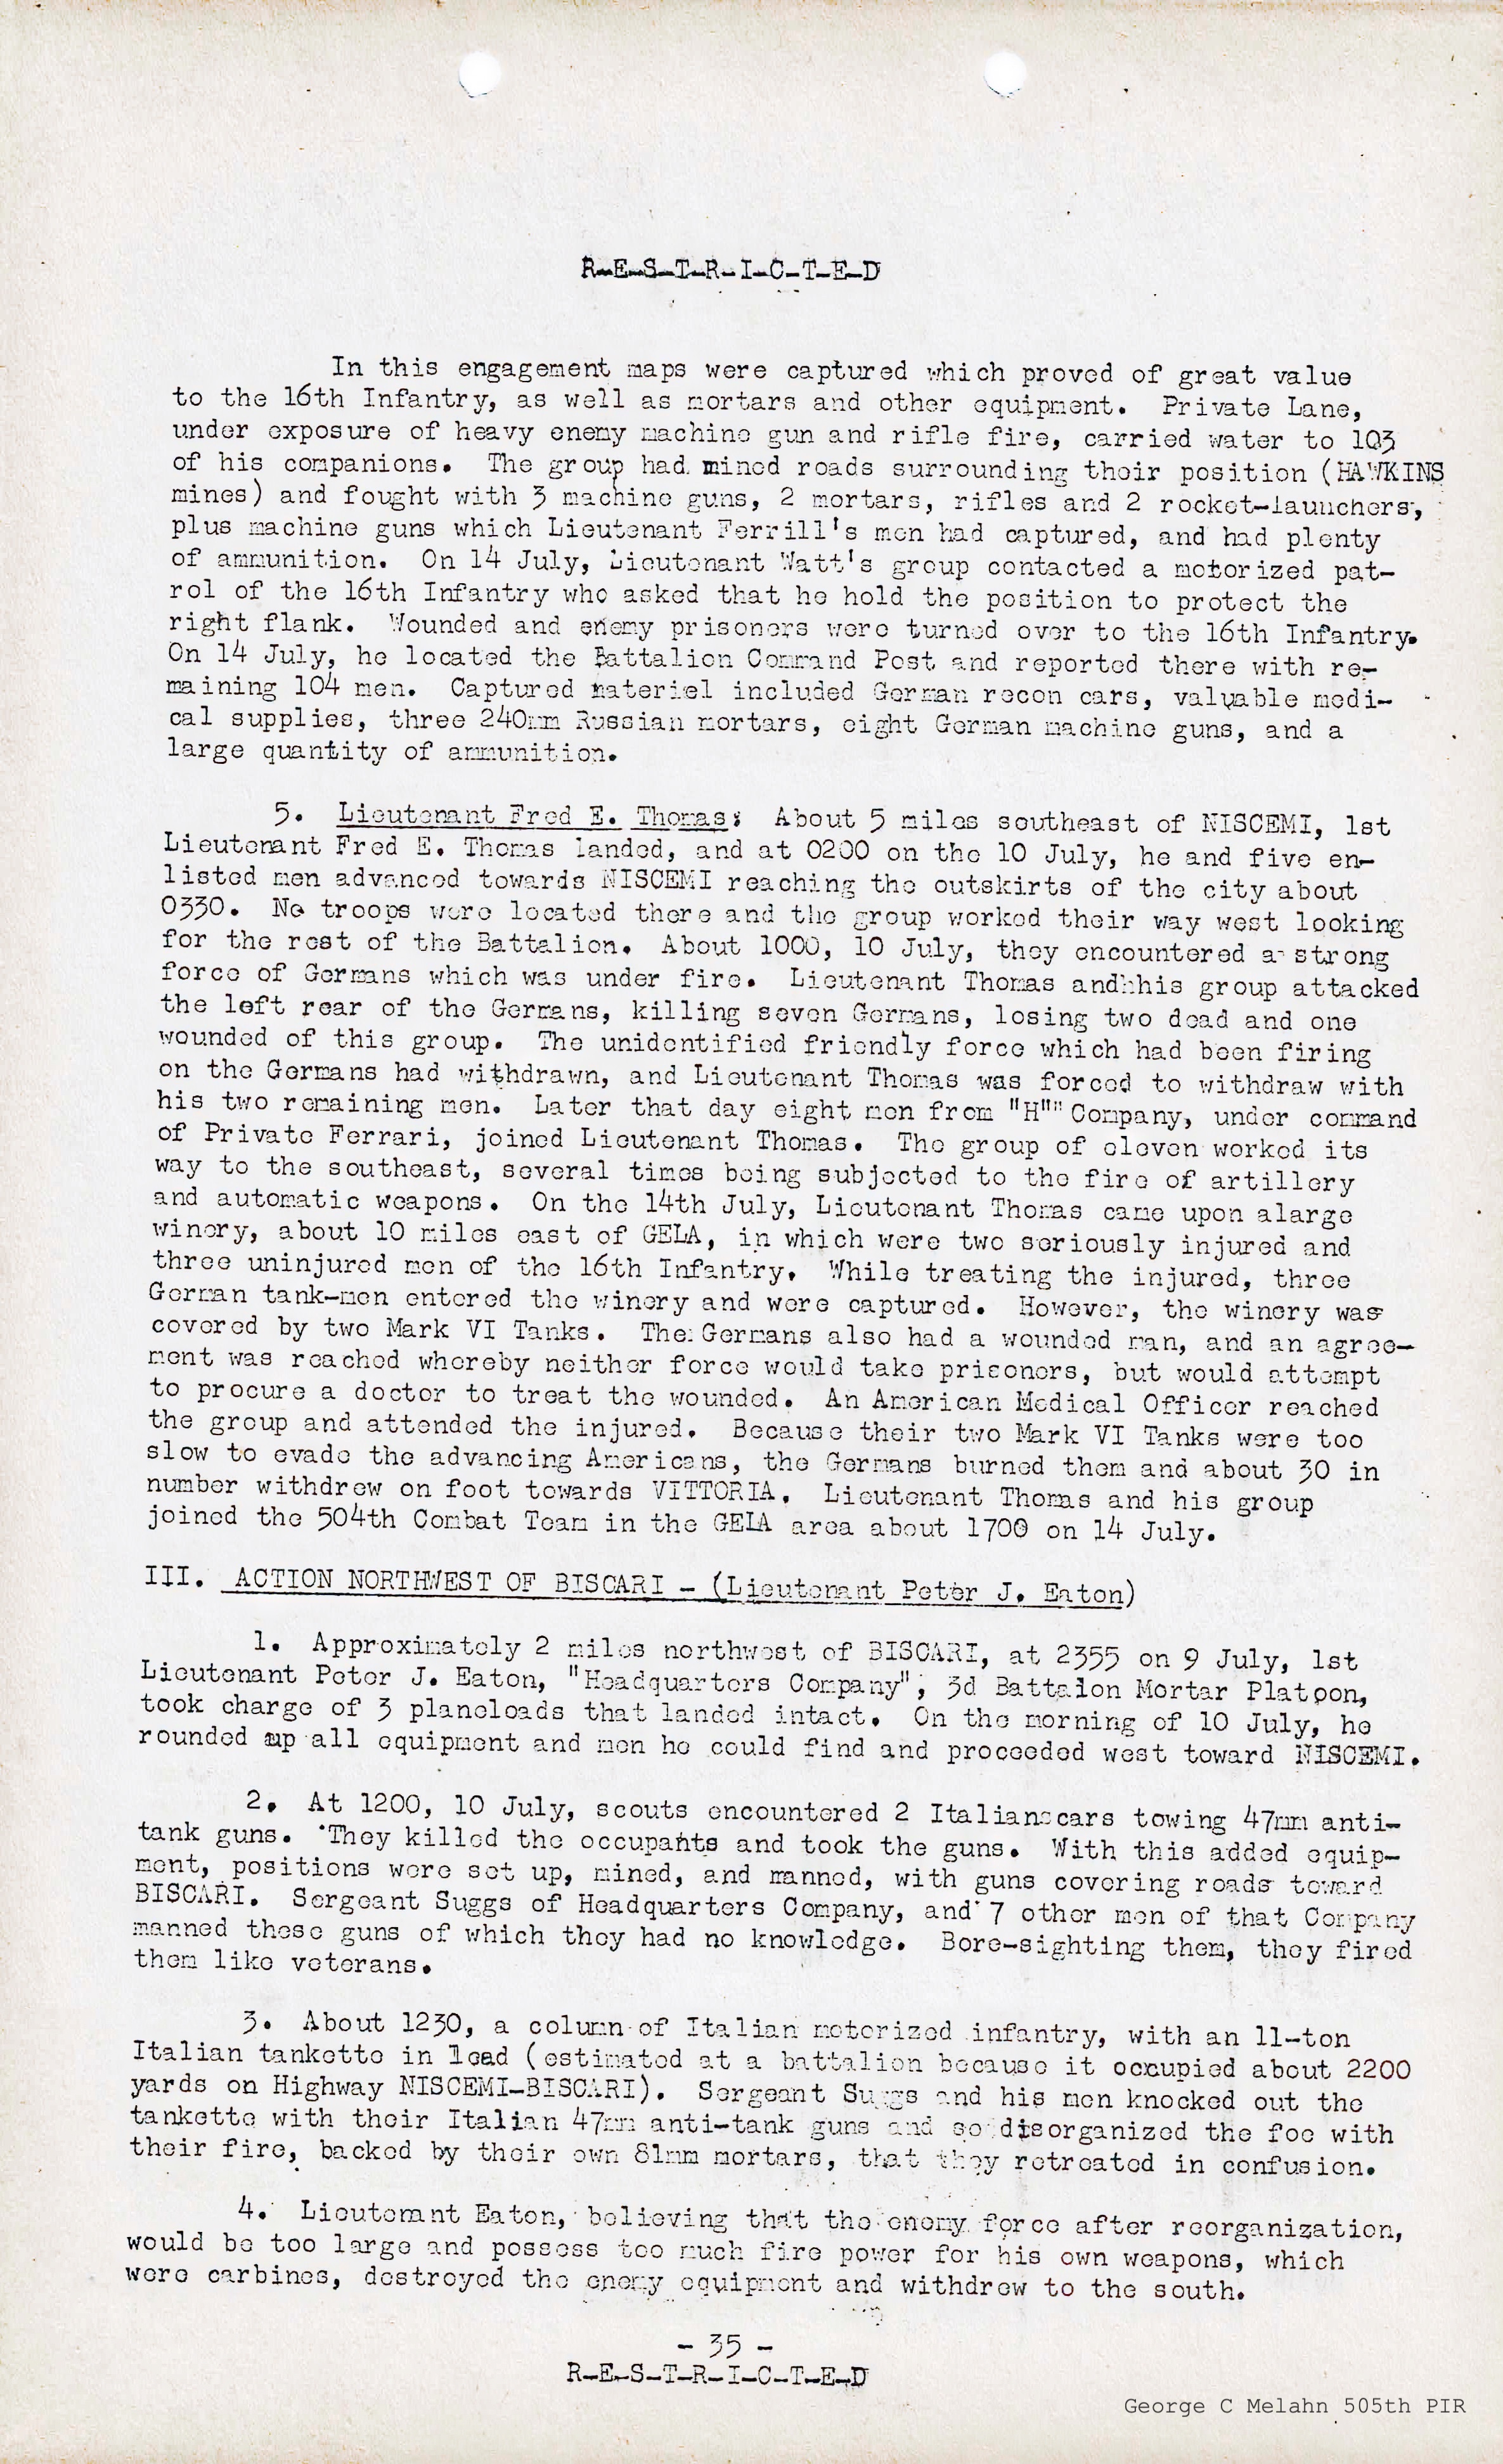 R-E-S-T-R-I-C-T-E-D
In this engagement maps were captured which proved of great value
to the 16th Infantry, as well as mortars and other equipment. Private Lane,
under exposure of heavy enemy machine gun and rifle fire, carried water to 103
of his companions. The group had mined roads surrounding their position (HAWKINS
mines) and fought with 3 machine guns, 2 mortars, rifles and 2 rocket-launchers,
plus machine guns which Lieutenant Ferrill's men had captured, and had plenty
of ammunition. On 14 July, Lieutenant Watt's group contacted a motorized pat-
rol of the 16th Infantry who asked that he hold the position to protect the
right flank. Wounded and enemy prisoners were turned over to the 16th Infantry.
On 14 July, he located the Battalion Command Post and reported there with re-
maining 104 men. Captured materiel included German recon cars, valuable medi-
cal supplies, three 240mm Russian mortars, eight German machine guns, and a
large quantity of ammunition.
5. Lieutenant Fred E. Thomas: About 5 miles southeast of NISCEMI, 1st
Lieutenant Fred E. Thomas landed, and at 0200 on the 10 July, he and five en-
listed men advanced towards NISCEMI reaching the outskirts of the city about
0330. No troops were located there and the group worked their way west looking
for the rest of the Battalion. About 1000, 10 July, they encountered a strong
force of Germans which was under fire. Lieutenant Thomas andhhis group attacked
the left rear of the Germans, killing seven Germans, losing two dead and one
wounded of this group. The unidentified friendly force which had been firing
on the Germans had withdrawn, and Lieutenant Thomas was forced to withdraw with
his two remaining men. Later that day eight men from "H"" Company, under command
of Private Ferrari, joined Lieutenant Thomas. The group of eleven worked its
way to the southeast, several times being subjected to the fire of artillery
and automatic weapons. On the 14th July, Lieutenant Thomas came upon alarge
winery, about 10 miles east of GELA, in which were two seriously injured and
three uninjured men of the 16th Infantry. While treating the injured, three
German tank-men entered the winery and were captured. However, the winery was
covered by two Mark VI Tanks. The Germans also had a wounded man, and an agree-
ment was reached whereby neither force would take prisoners, but would attempt
to procure a doctor to treat the wounded. An American Medical Officer reached
the group and attended the injured. Because their two Mark VI Tanks were too
slow to evade the advancing Americans, the Germans burned them and about 30 in
number withdrew on foot towards VITTORIA. Lieutenant Thomas and his group
joined the 504th Combat Team in the GELA area about 1700 on 14 July.
III. ACTION NORTHWEST OF BISCARI - (Lieutenant Peter J. Eaton)
1. Approximately 2 miles northwest of BISCARI, at 2355 on 9 July, 1st
Lieutenant Peter J. Eaton, "Headquarters Company", 3d Battalon Mortar Platoon,
took charge of 3 planeloads that landed intact. On the morning of 10 July, he
rounded up all equipment and men he could find and proceeded west toward NISCEMI.
2. At 1200, 10 July, scouts encountered 2 Italianscars towing 47mm anti-
tank guns. They killed the occupants and took the guns. With this added equip-
ment, positions were set up, mined, and manned, with guns covering roads toward
BISCARI. Sergeant Suggs of Headquarters Company, and 7 other men of that Company
manned these guns of which they had no knowledge. Bore-sighting them, they fired
them like veterans.
3. About 1230, a column of Italian motorized infantry, with an 11-ton
Italian tankette in lead (estimated at a battalion because it occupied about 2200
yards on Highway NISCEMI-BISCARI). Sergeant Suggs and his men knocked out the
tankette with their Italian 47mm anti-tank guns and so disorganized the foe with
their fire, backed by their own 81mm mortars, that they retreated in confusion.
4. Lieutenant Eaton, believing that the enemy force after reorganization,
would be too large and possess too much fire power for his own weapons, which
were carbines, destroyed the enemy equipment and withdrew to the south.
- 35 -
R-E-S-T-R-I-C-T-E-D
George C Melahn 505th PIR